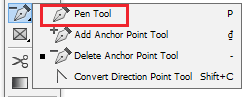 Pen Tool P
Add Anchor Point Tool ₫
Delete Anchor Point Tool -
Convert Direction Point Tool Shift+C